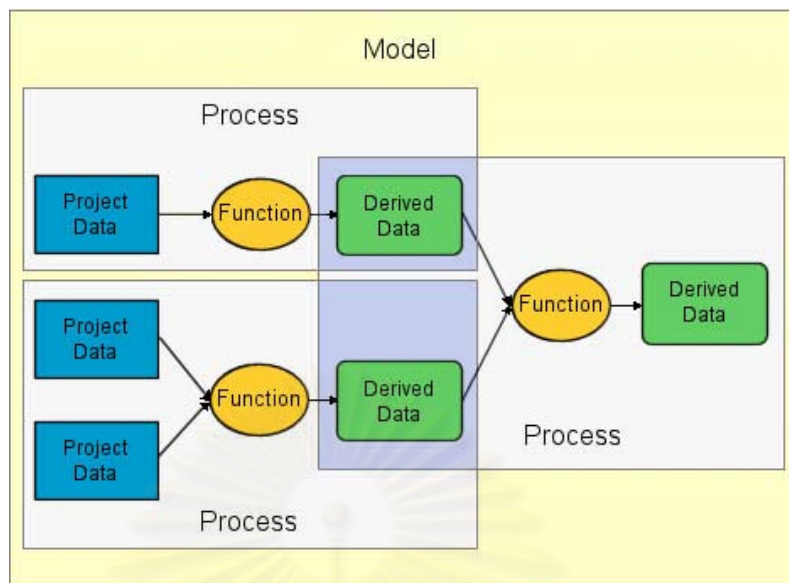 Model
Process
Project
Data
Function
Derived
Data
Project
Data
Function
Derived
Data
Project
Data
Process
Function
Derived
Data
Process